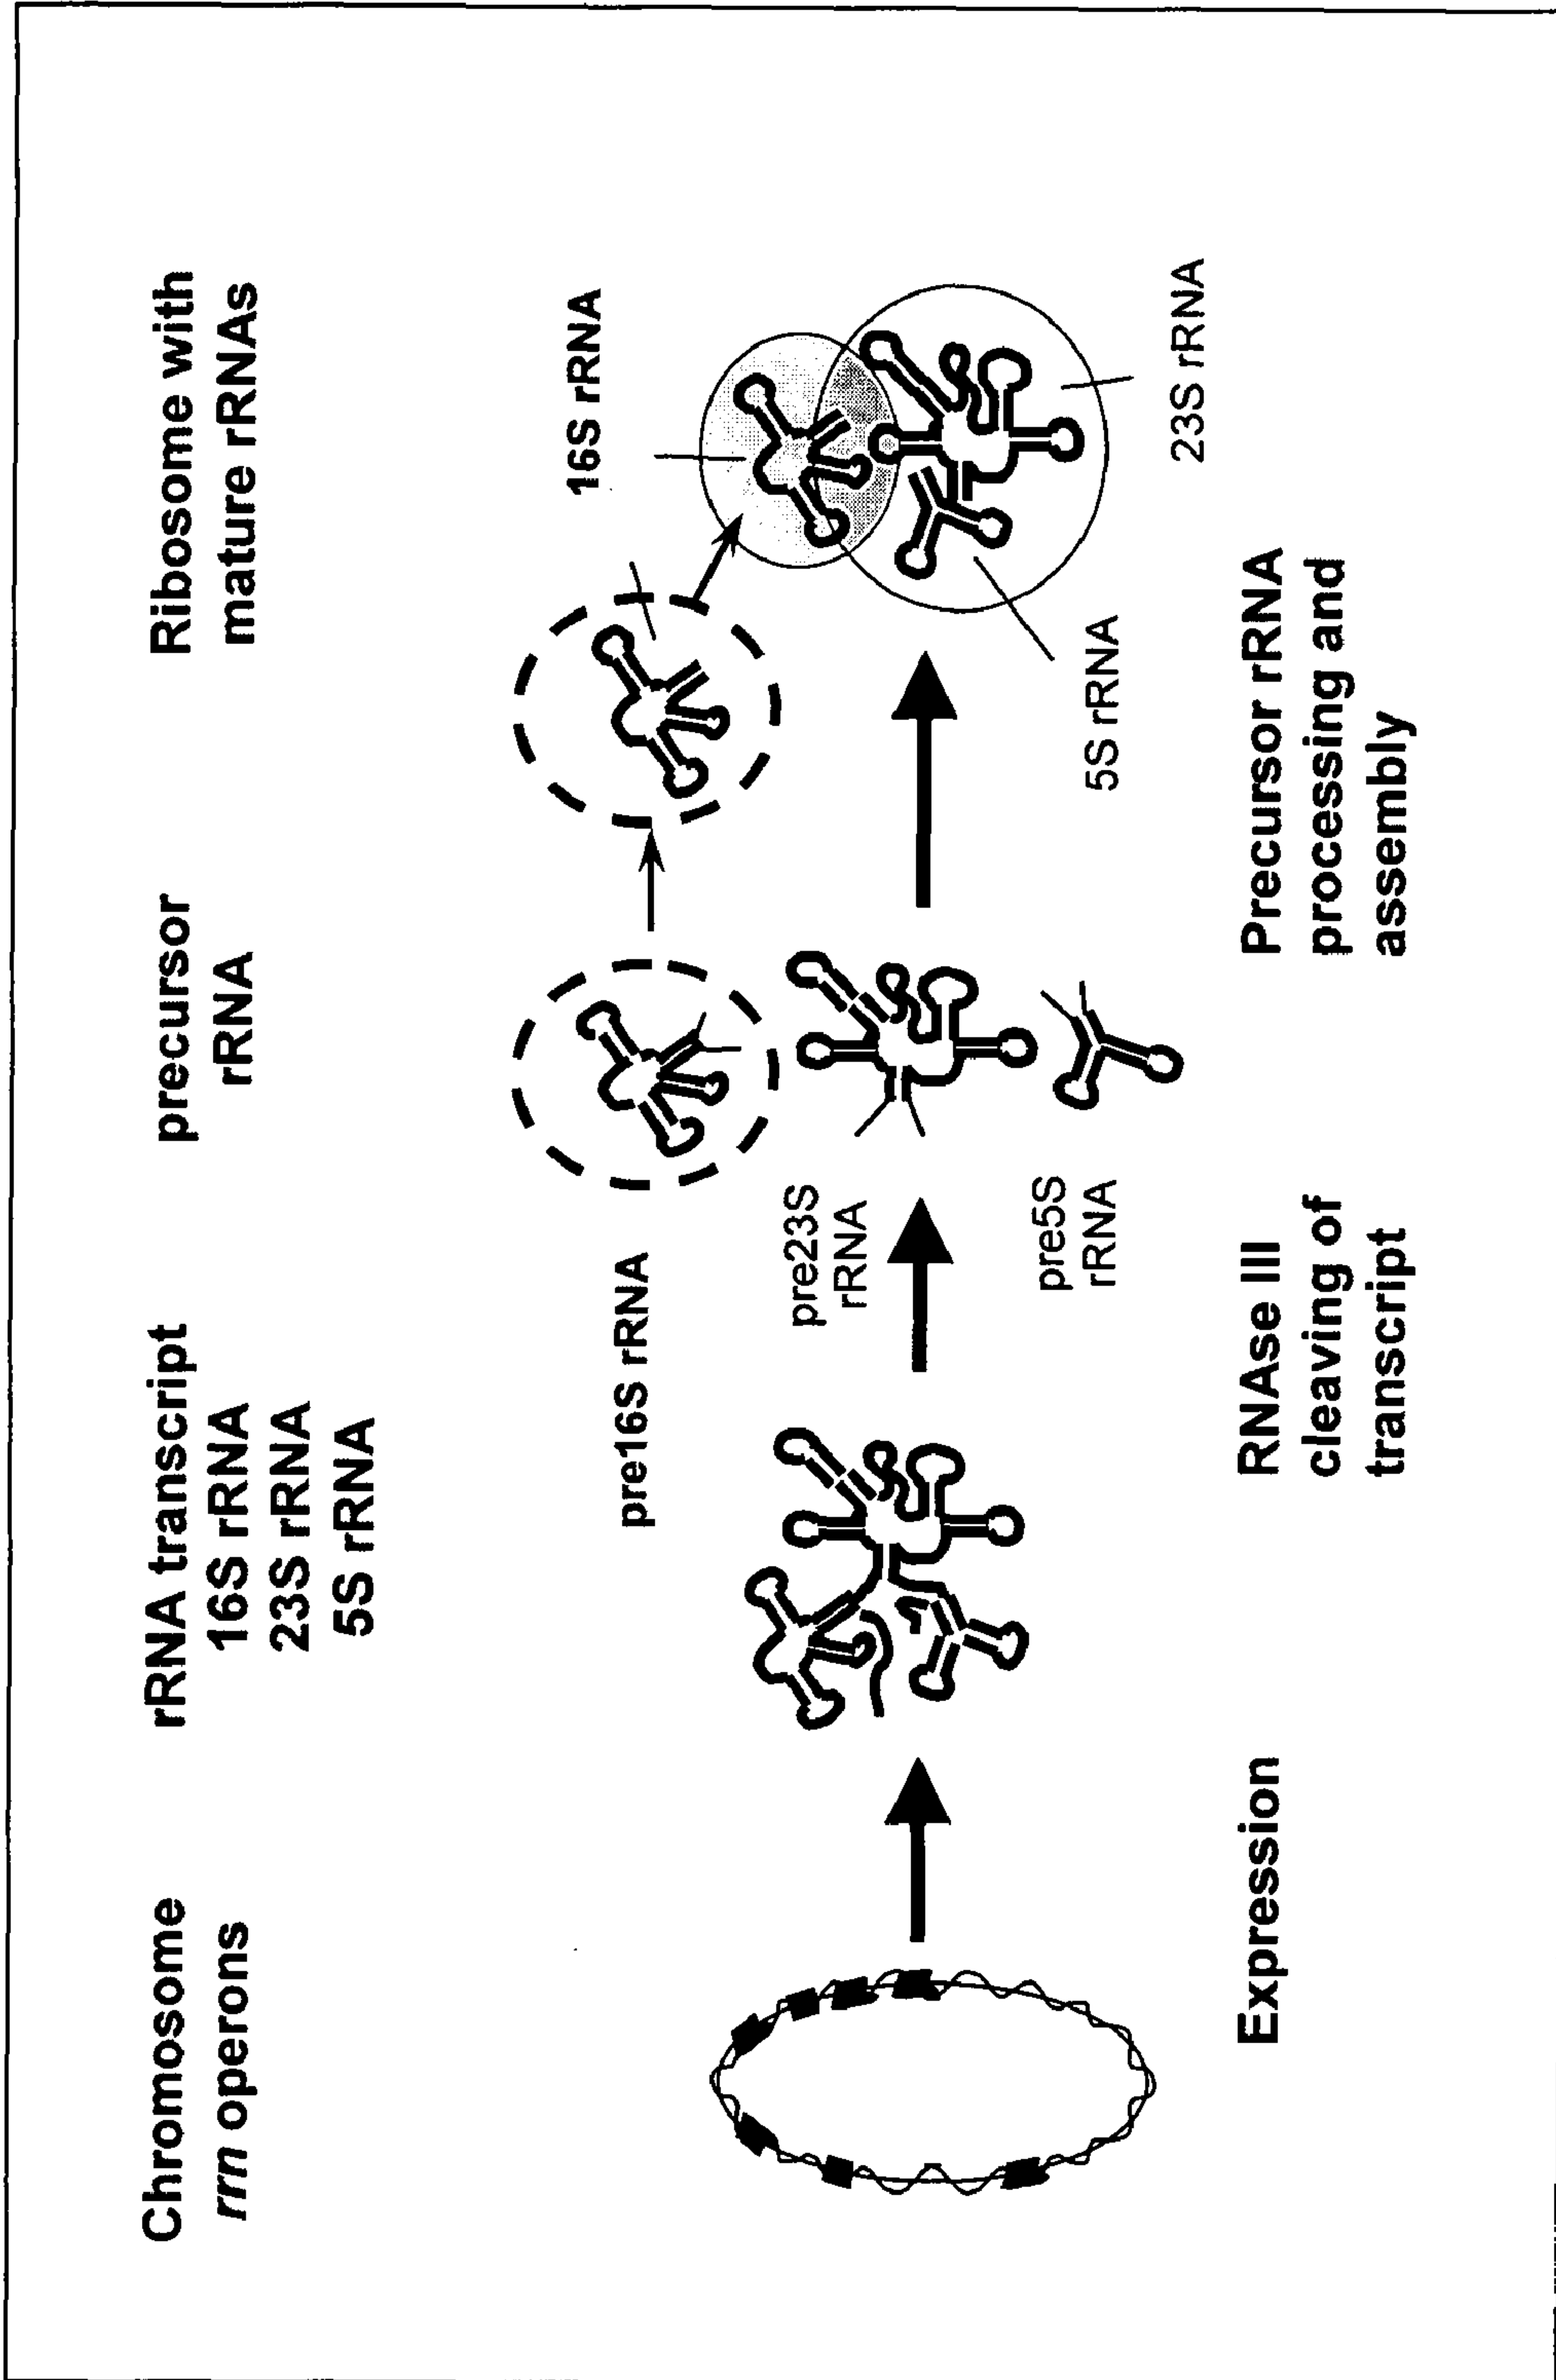 Chromosome
rrn operons
rRNA transcript
16S rRNA
23S rRNA
5S rRNA
precursor
rRNA
Ribosome with
mature rRNAs
pre16S rRNA
16S rRNA
pre23S
rRNA
pre5S
rRNA
5S rRNA
23S rRNA
Expression
RNAse III
cleaving of
transcript
Precursor rRNA
processing and
assembly